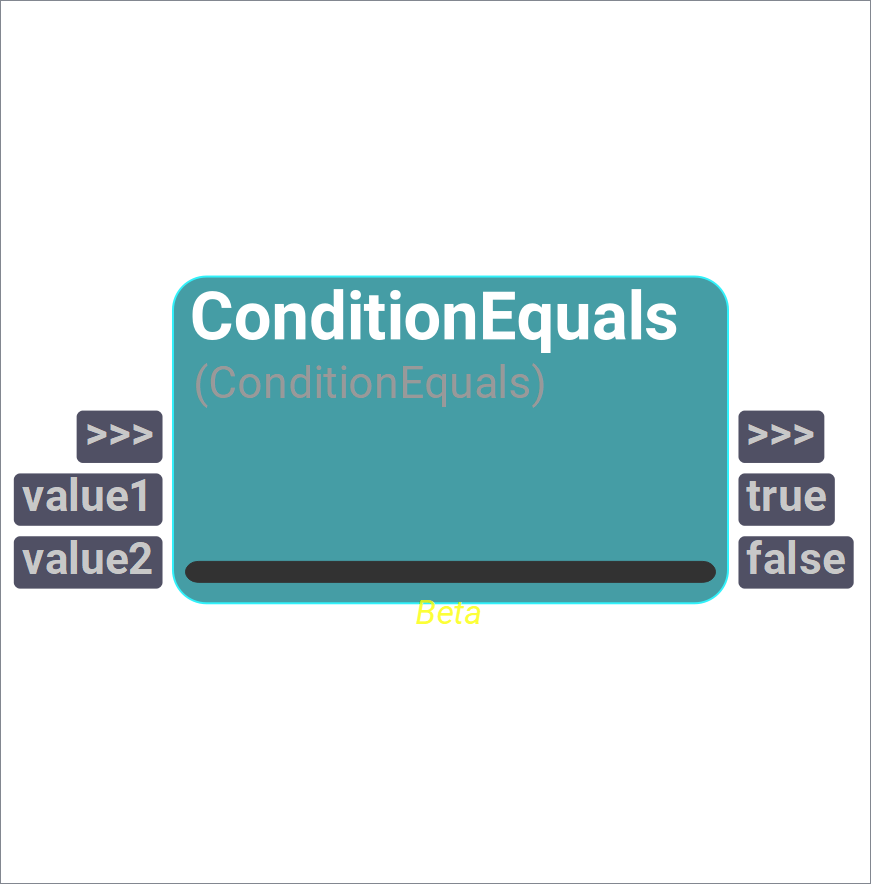 ConditionEquals
(ConditionEquals)
>>> >>>
value1 true
value2 false
Beta